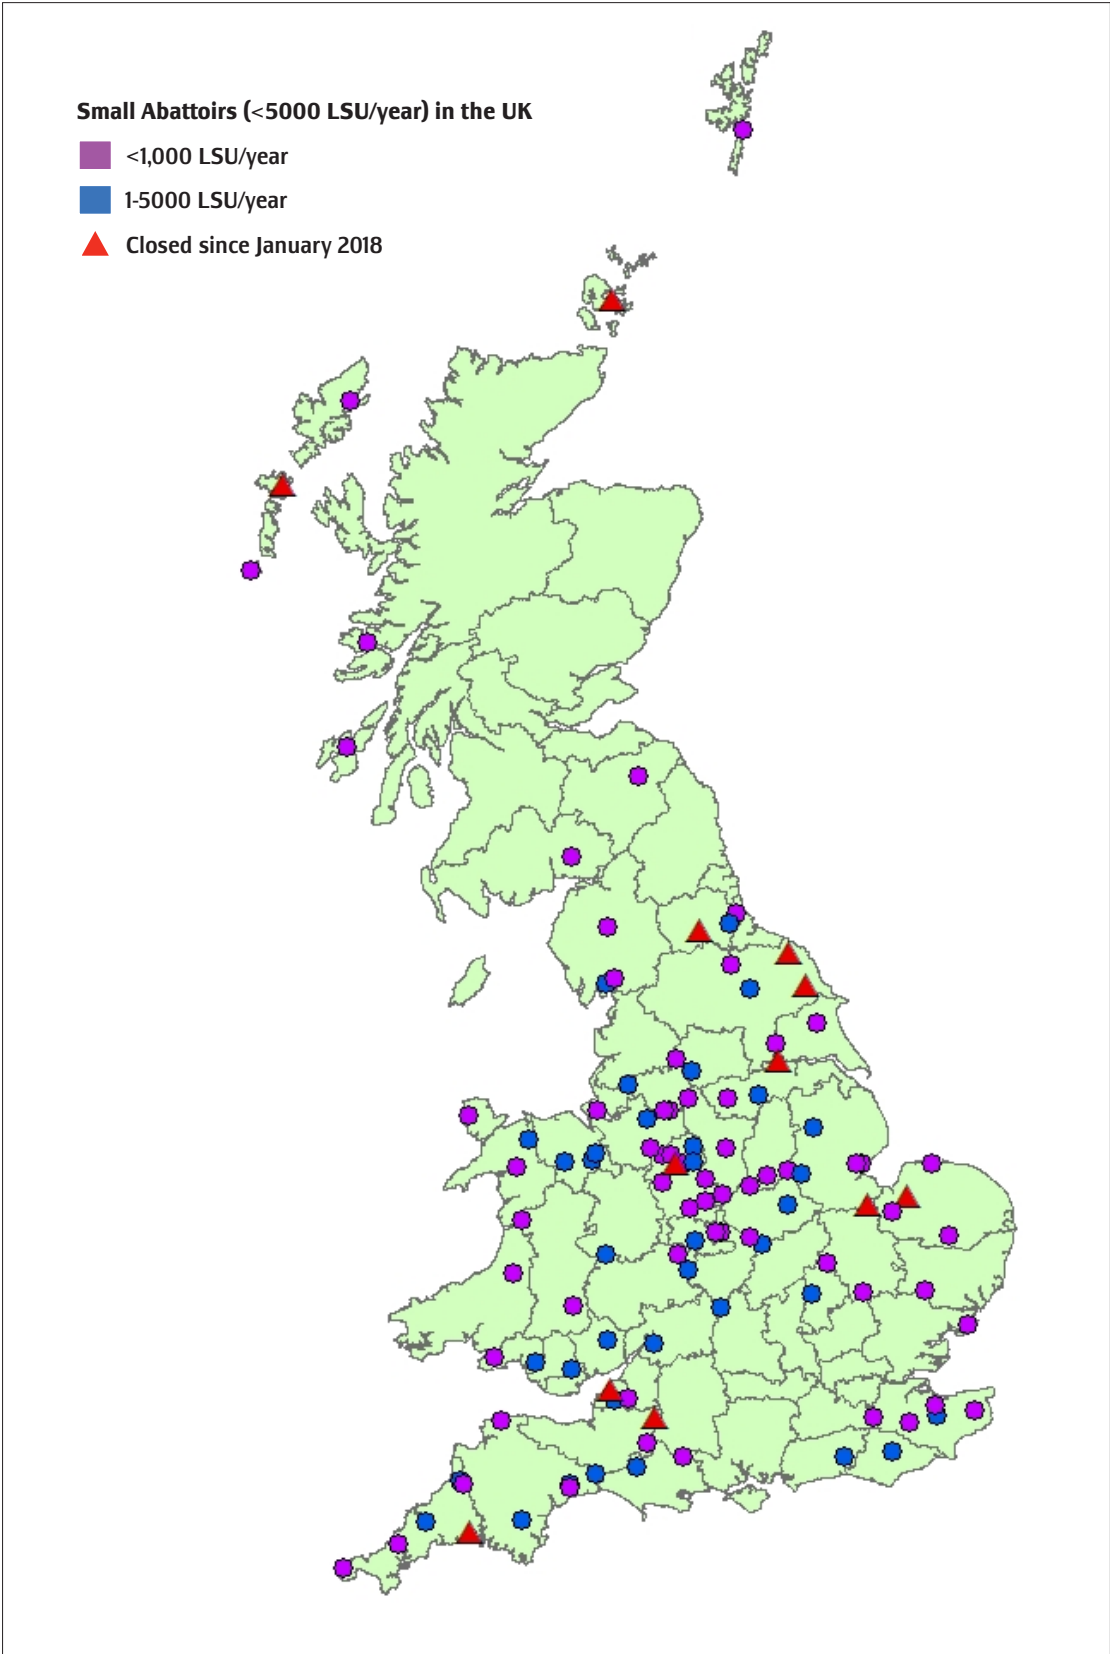 Small Abattoirs (<5000 LSU/year) in the UK
<1,000 LSU/year
1-5000 LSU/year
Closed since January 2018